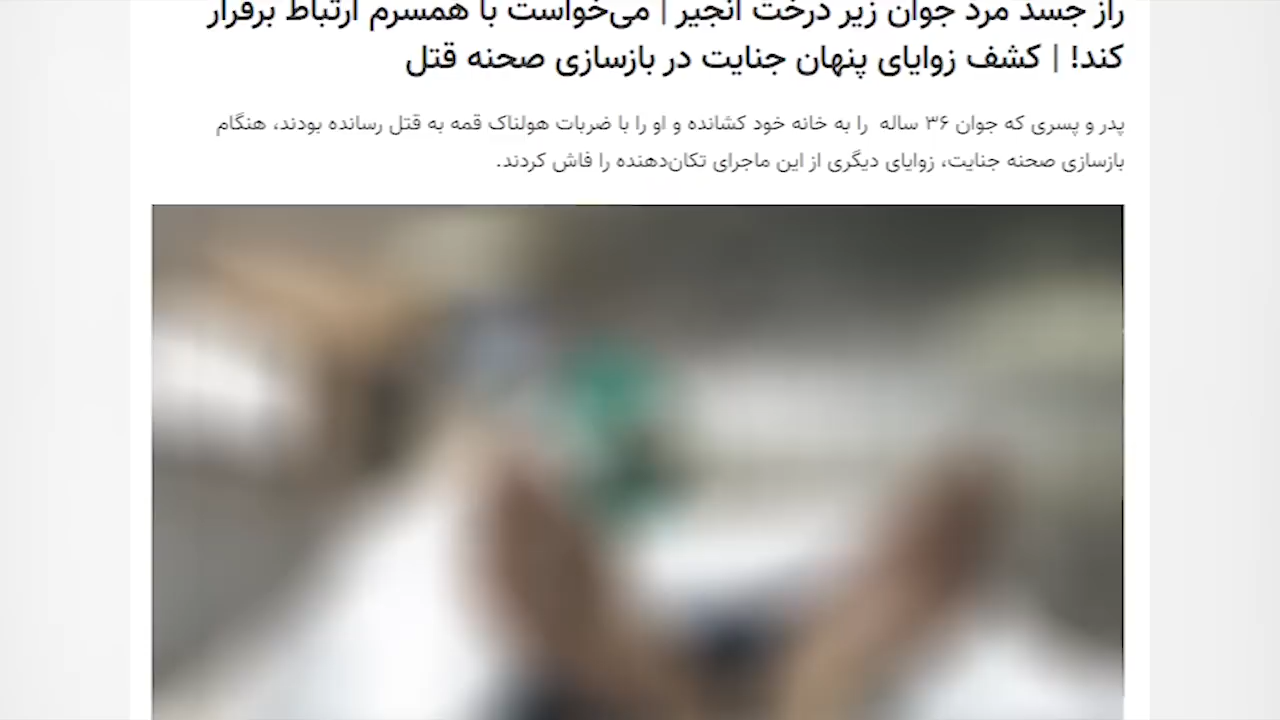 راز جسد مرد جوان زیر درخت انجیر | می‌خواست با همسرم ارتباط برقرار
کند! | کشف زوایای پنهان جنایت در بازسازی صحنه قتل
پدر و پسری که جوان ۳۶ ساله را به خانه خود کشانده و او را با ضربات هولناک قمه به قتل رسانده بودند، هنگام
بازسازی صحنه جنایت، زوایای دیگری از این ماجرای تکان‌دهنده را فاش کردند.